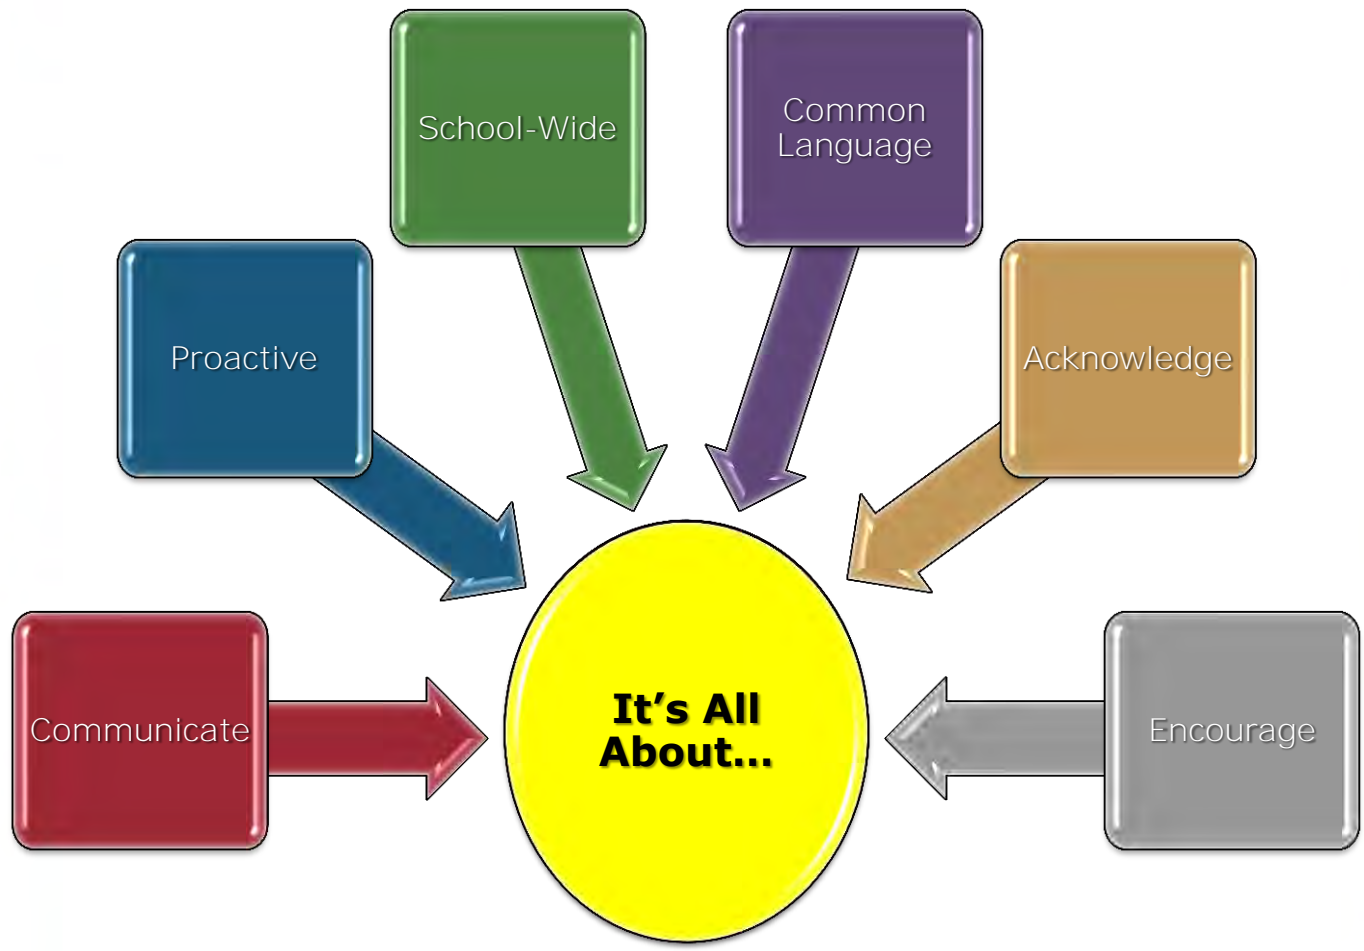 School-Wide
Common
Language
Proactive
Acknowledge
Communicate
It’s All
About…
Encourage